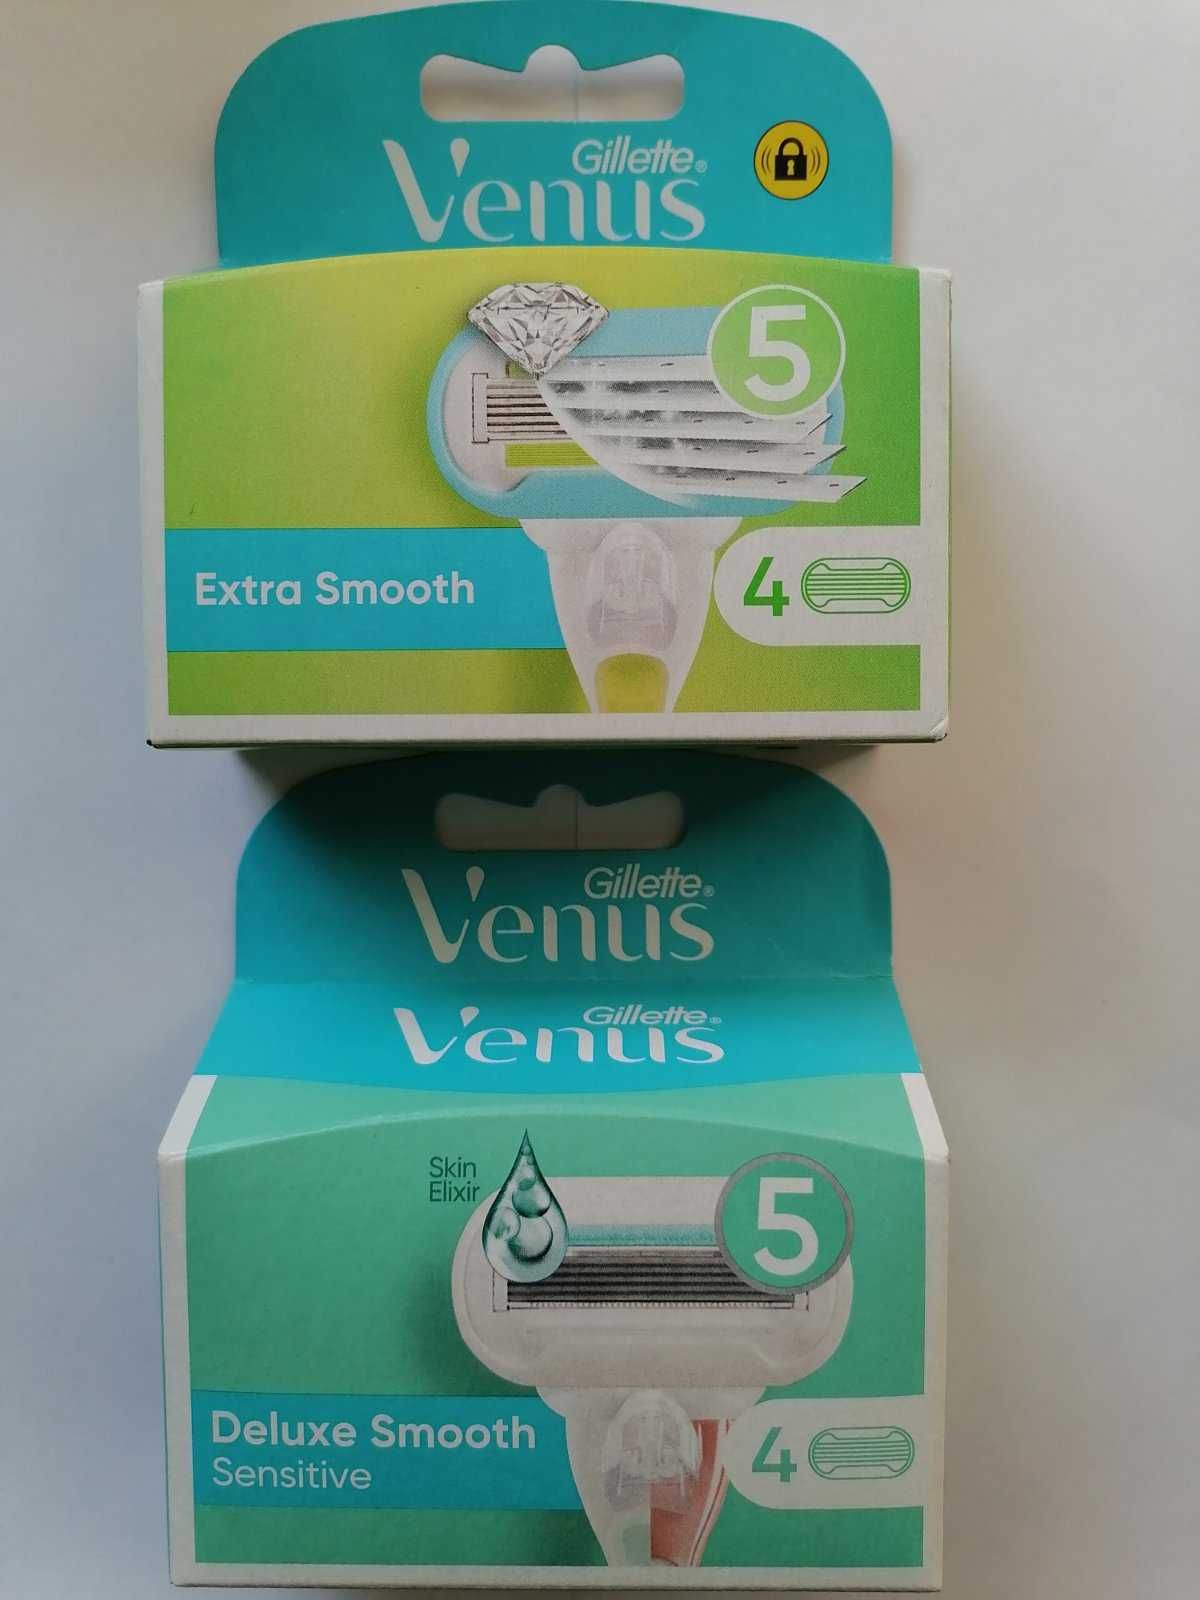 Gillette®
Venus
5
Extra Smooth
4
Gillette®
Venus
Gillette®
Venus
Skin
Elixir
5
Deluxe Smooth
Sensitive
4